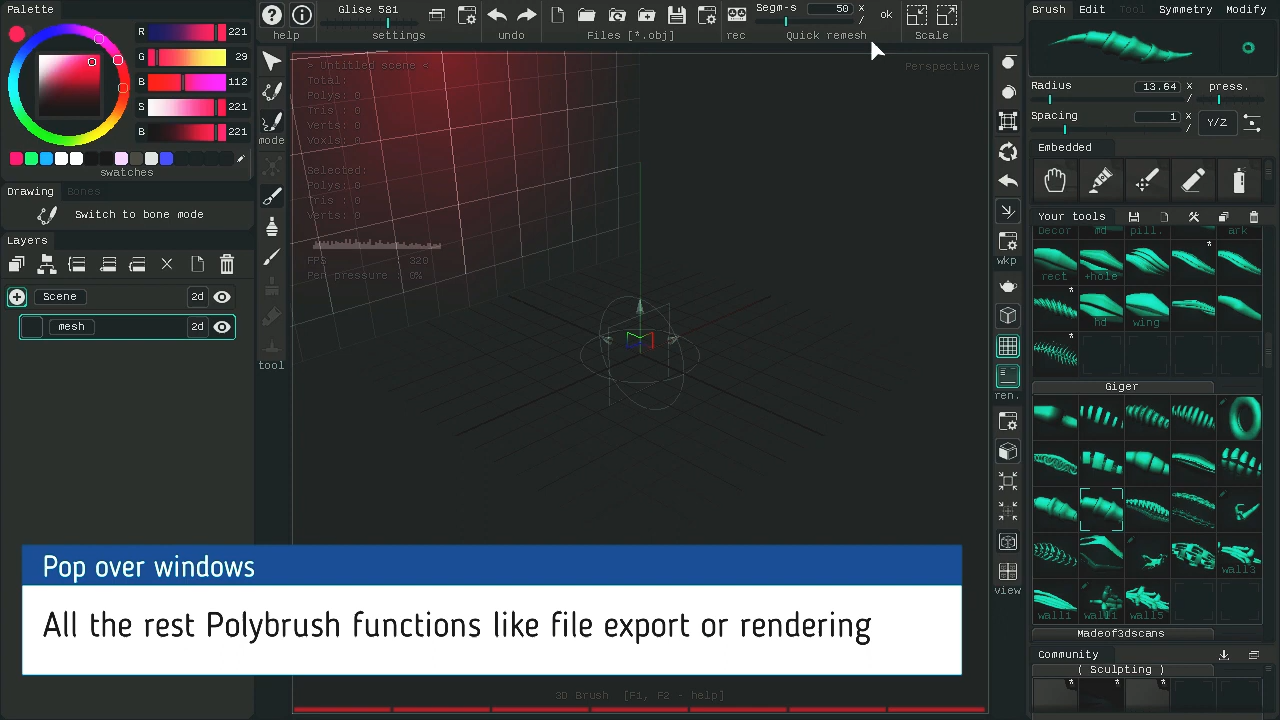 Palette
R 221
G 29
B 112
S 221
B 221
swatches
Drawing Bones
Switch to bone mode
Layers
Scene 2d
mesh 2d
help
Glise 581
settings
undo
Files [*.obj]
rec
Segm-s 50 x /
ok
Quick remesh
Scale
mode
tool
> Untitled scene <
Total:
Polys: 0
Tris : 0
Verts: 0
Voxls: 0
Selected:
Polys: 0
Tris : 0
Verts: 0
FPS : 320
Pen pressure : 0%
Perspective
3D Brush [F1, F2 - help]
wkp
ren.
view
Brush Edit Tool Symmetry Modify
Radius 13.64 x / press.
Spacing 1 x / Y/Z
Embedded
Your tools
Decor md pill. ark
rect +hole
hd wing
Giger
wall3
wall1 wall5
Madeof3dscans
Community
( Sculpting )
Pop over windows
All the rest Polybrush functions like file export or rendering